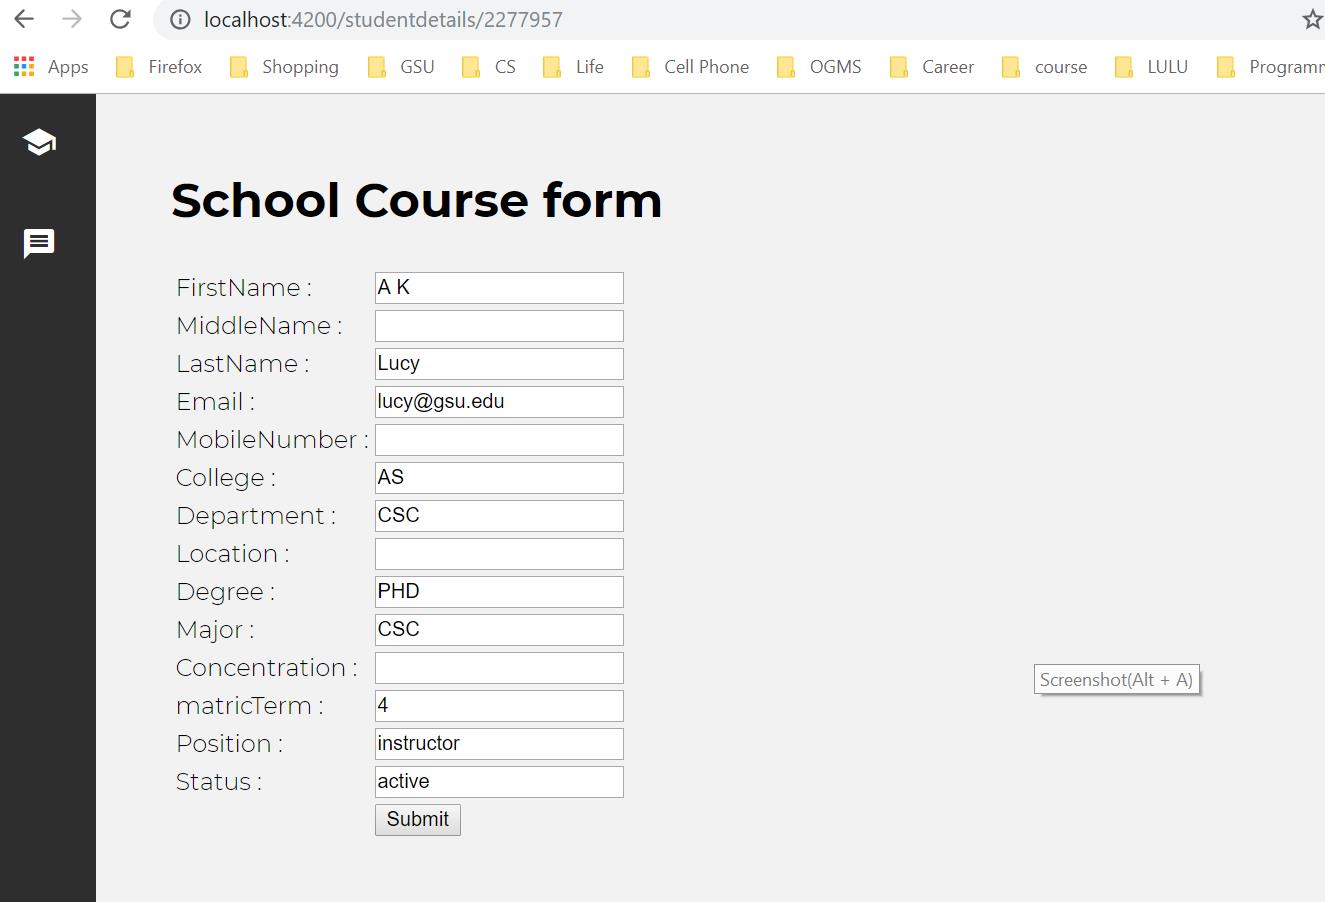 localhost:4200/studentdetails/2277957
Apps Firefox Shopping GSU CS Life Cell Phone OGMS Career course LULU Programm
School Course form
FirstName : A K
MiddleName :
LastName : Lucy
Email : lucy@gsu.edu
MobileNumber :
College : AS
Department : CSC
Location :
Degree : PHD
Major : CSC
Concentration :
matricTerm : 4
Position : instructor
Status : active
Submit
Screenshot(Alt + A)